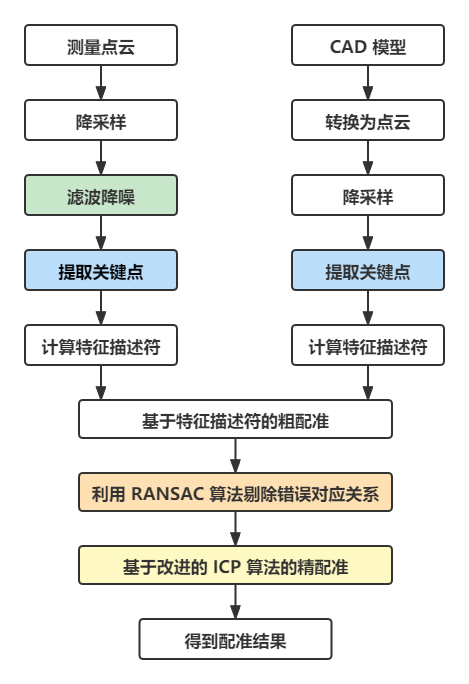 测量点云
降采样
滤波降噪
提取关键点
计算特征描述符
CAD 模型
转换为点云
降采样
提取关键点
计算特征描述符
基于特征描述符的粗配准
利用 RANSAC 算法剔除错误对应关系
基于改进的 ICP 算法的精配准
得到配准结果